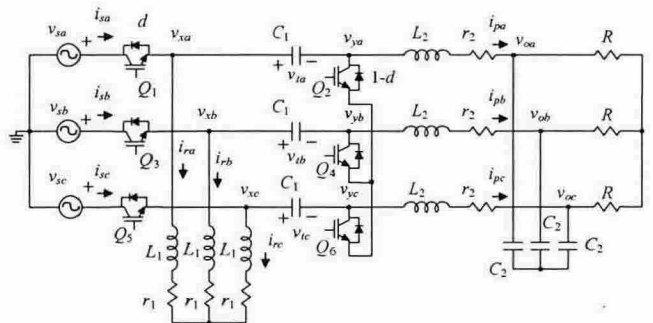 v_sa i_sa d v_xa C_1 v_ya L_2 r_2 i_pa v_oa R
+ + −
Q_1 v_ta Q_2 1-d
v_sb i_sb v_xb C_1 v_yb L_2 r_2 i_pb v_ob R
+ + −
Q_3 i_ra i_rb v_tb Q_4
v_sc i_sc v_xc C_1 v_yc L_2 r_2 i_pc v_oc R
+ + −
Q_5 i_rc v_tc Q_6
L_1 L_1 L_1 C_2 C_2 C_2
r_1 r_1 r_1